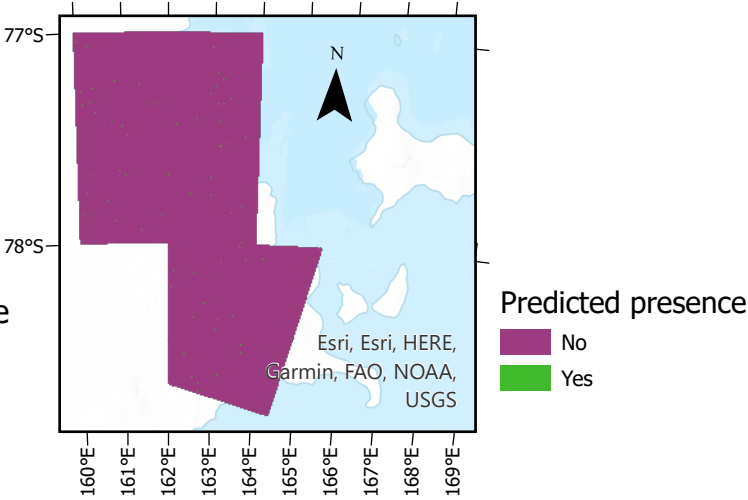 77°S
N
78°S
e
Predicted presence
No
Yes
Esri, Esri, HERE,
Garmin, FAO, NOAA,
USGS
160°E
161°E
162°E
163°E
164°E
165°E
166°E
167°E
168°E
169°E